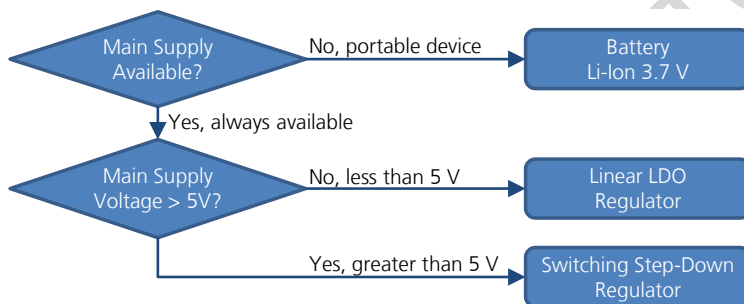 Main Supply
Available?
No, portable device
Battery
Li-Ion 3.7 V
Yes, always available
Main Supply
Voltage > 5V?
No, less than 5 V
Linear LDO
Regulator
Yes, greater than 5 V
Switching Step-Down
Regulator